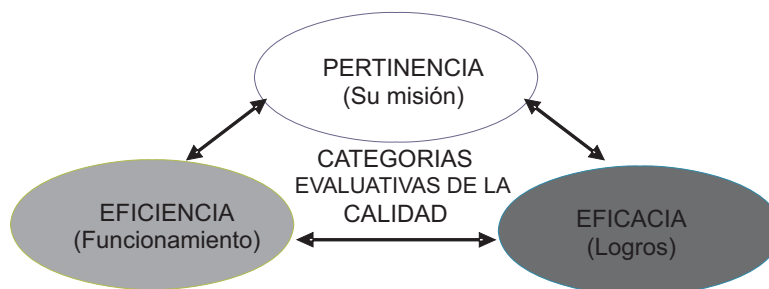 PERTINENCIA
(Su misión)
CATEGORIAS
EVALUATIVAS DE LA
CALIDAD
EFICIENCIA
(Funcionamiento)
EFICACIA
(Logros)